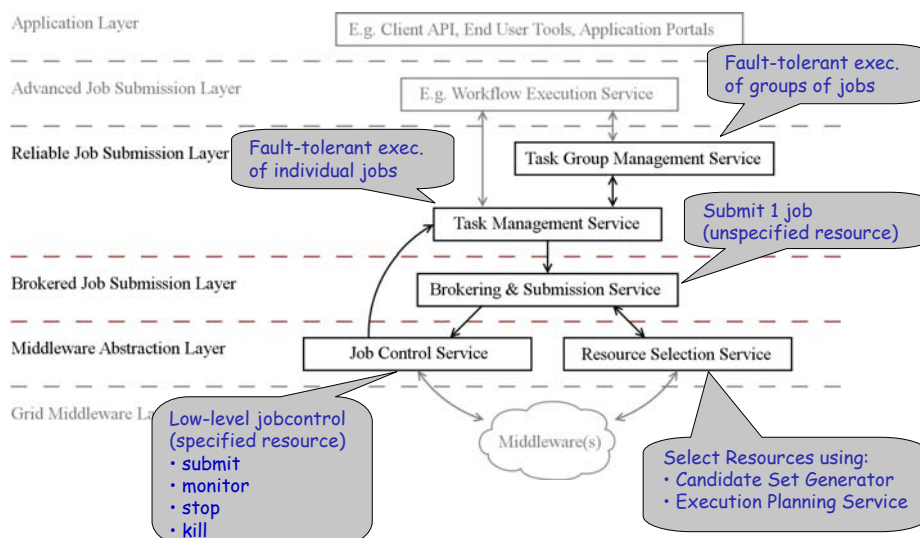 Application Layer
E.g. Client API, End User Tools, Application Portals
Fault-tolerant exec.
of groups of jobs
Advanced Job Submission Layer
E.g. Workflow Execution Service
Reliable Job Submission Layer
Fault-tolerant exec.
of individual jobs
Task Group Management Service
Task Management Service
Submit 1 job
(unspecified resource)
Brokered Job Submission Layer
Brokering & Submission Service
Middleware Abstraction Layer
Job Control Service
Resource Selection Service
Grid Middleware
Low-level jobcontrol
(specified resource)
• submit
• monitor
• stop
• kill
Middleware(s)
Select Resources using:
• Candidate Set Generator
• Execution Planning Service